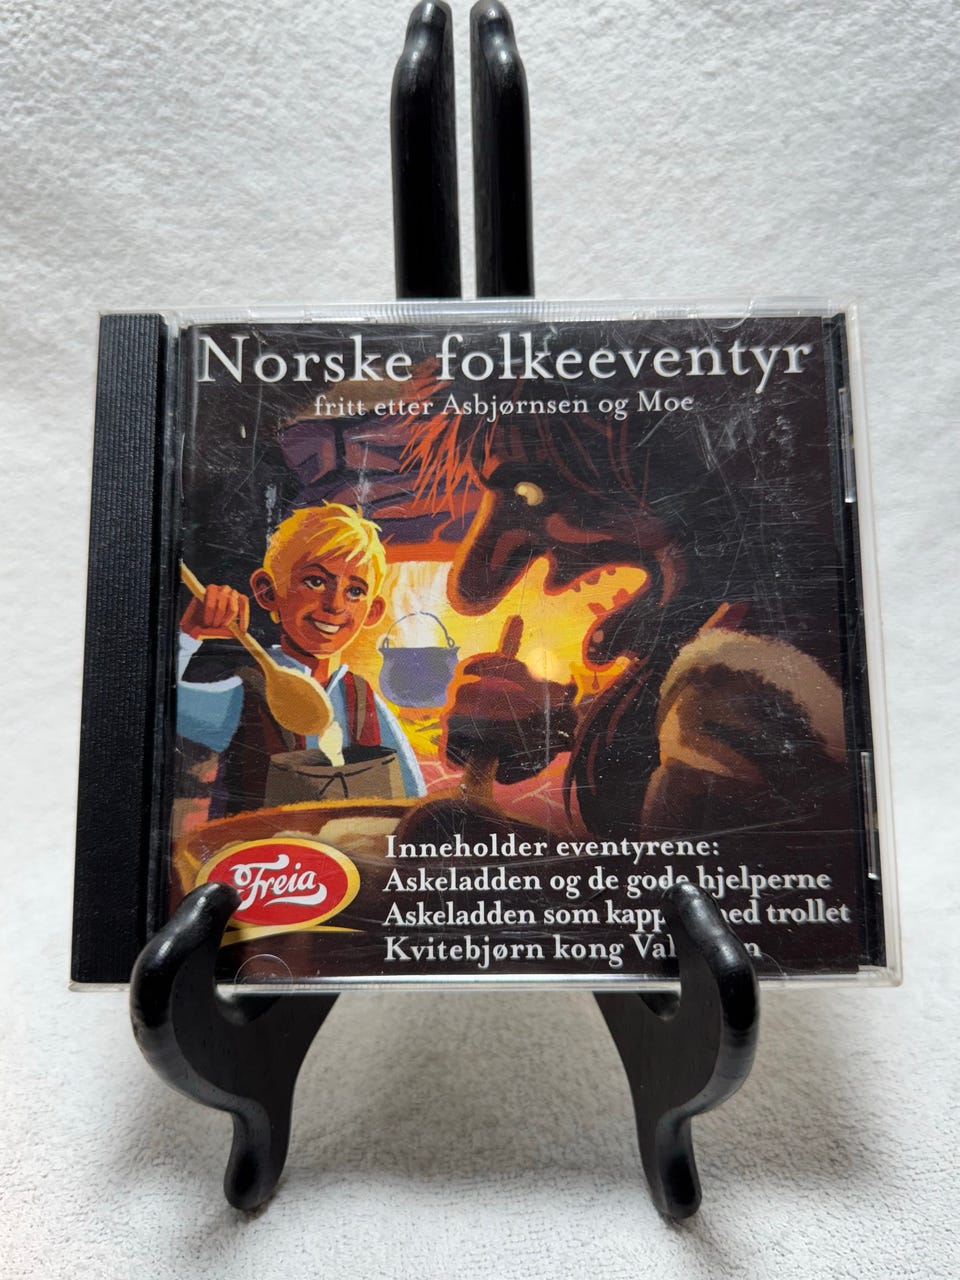 Norske folkeeventyr
fritt etter Asbjørnsen og Moe
Freia
Inneholder eventyrene:
Askeladden og de gode hjelperne
Askeladden som med trollet
Kvitebjørn kong